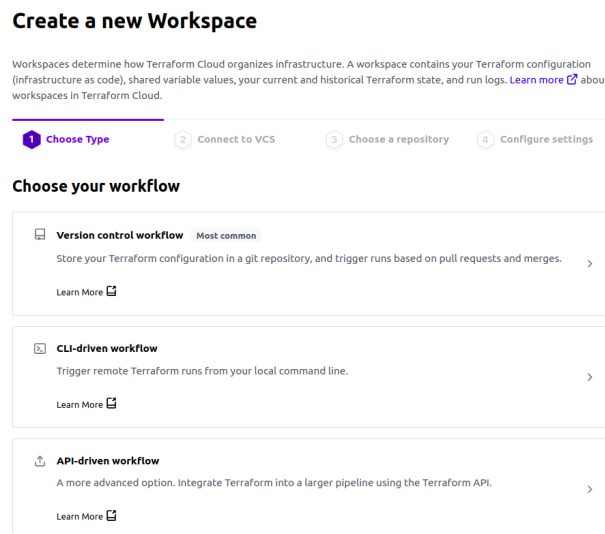 Create a new Workspace
Workspaces determine how Terraform Cloud organizes infrastructure. A workspace contains your Terraform configuration
(infrastructure as code), shared variable values, your current and historical Terraform state, and run logs. Learn more abou
workspaces in Terraform Cloud.
1 Choose Type 2 Connect to VCS 3 Choose a repository 4 Configure settings
Choose your workflow
Version control workflow Most common
Store your Terraform configuration in a git repository, and trigger runs based on pull requests and merges.
Learn More
CLI-driven workflow
Trigger remote Terraform runs from your local command line.
Learn More
API-driven workflow
A more advanced option. Integrate Terraform into a larger pipeline using the Terraform API.
Learn More